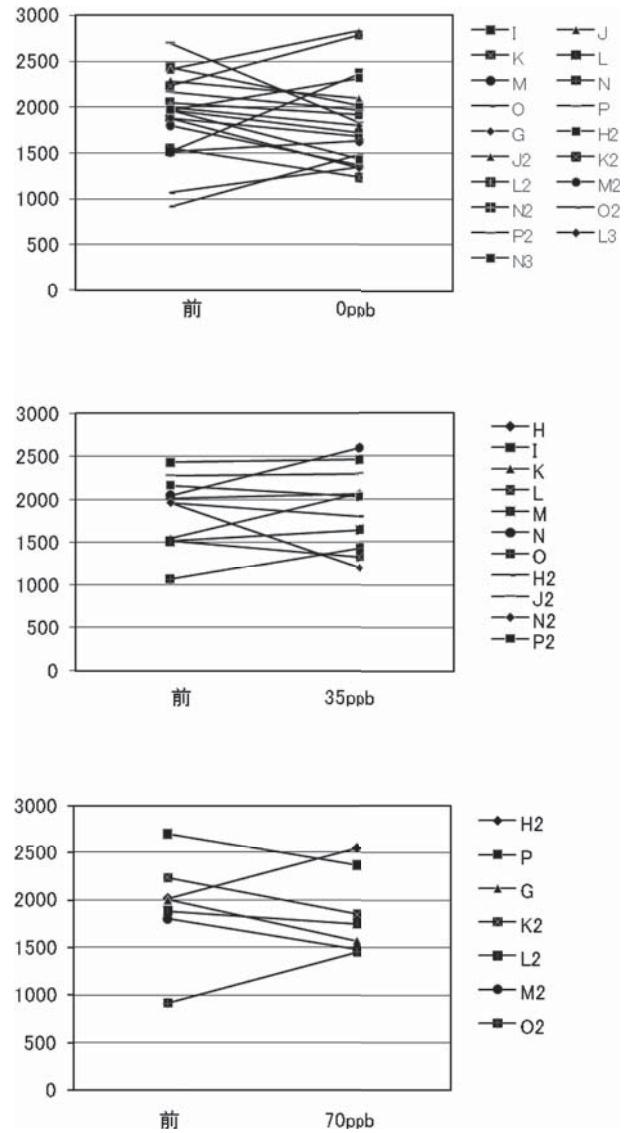 3000
2500
2000
1500
1000
500
0
前 0ppb
I J
K L
M N
O P
G H2
J2 K2
L2 M2
N2 O2
P2 L3
N3
3000
2500
2000
1500
1000
500
0
前 35ppb
H
I
K
L
M
N
O
H2
J2
N2
P2
3000
2500
2000
1500
1000
500
0
前 70ppb
H2
P
G
K2
L2
M2
O2